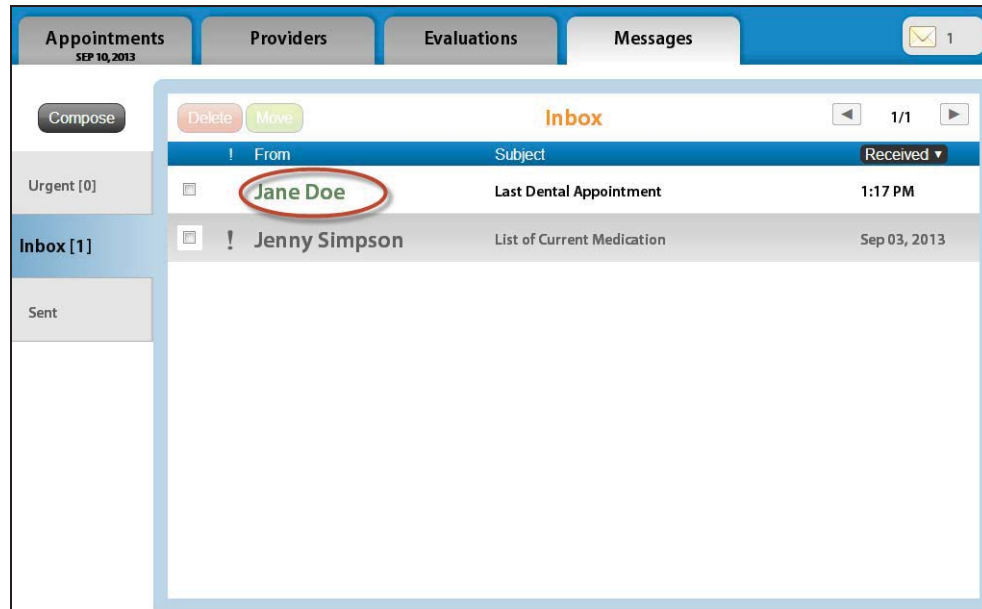 Appointments Providers Evaluations Messages 1
SEP 10, 2013
Compose Delete Move Inbox 1/1
! From Subject Received
Urgent [0] Jane Doe Last Dental Appointment 1:17 PM
Inbox [1] ! Jenny Simpson List of Current Medication Sep 03, 2013
Sent